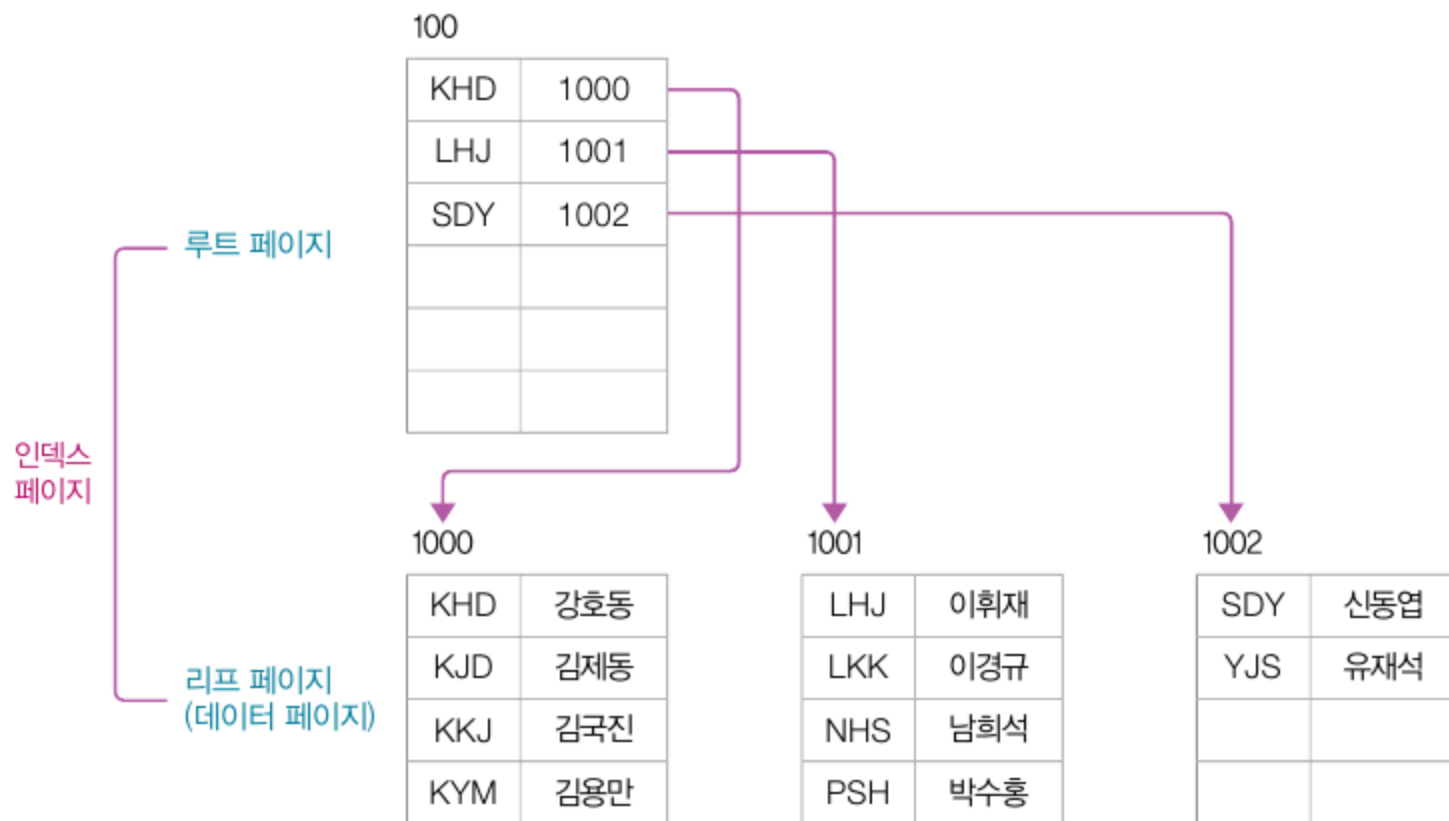 100
KHD 1000
LHJ 1001
SDY 1002
루트 페이지
인덱스
페이지
1000 1001 1002
KHD 강호동 LHJ 이휘재 SDY 신동엽
KJD 김제동 LKK 이경규 YJS 유재석
리프 페이지
(데이터 페이지)
KKJ 김국진 NHS 남희석
KYM 김용만 PSH 박수홍